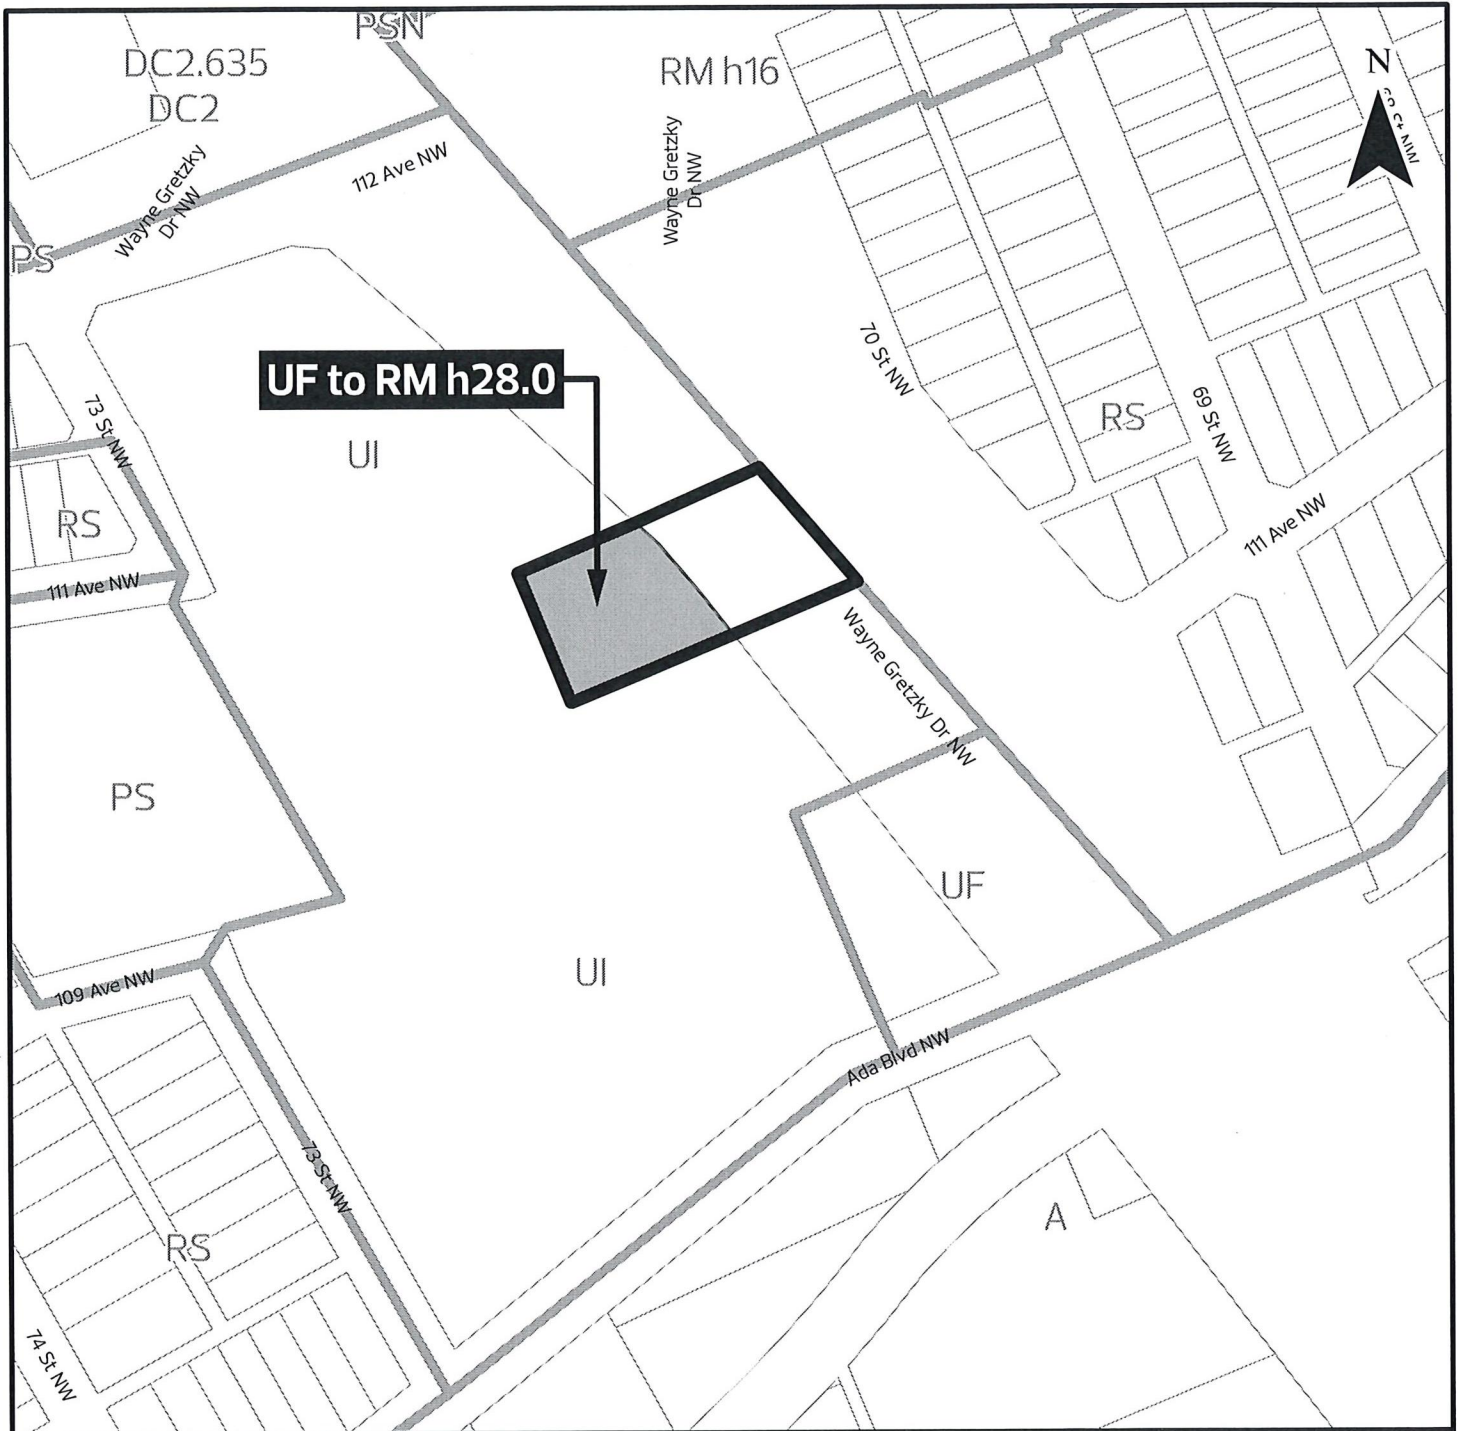 PSN
DC2.635
DC2
RM h16
N
69 St NW
Wayne Gretzky
Dr NW
112 Ave NW
Wayne Gretzky
Dr NW
PS
70 St NW
UF to RM h28.0
73 St NW
UI
RS
69 St NW
RS
111 Ave NW
111 Ave NW
Wayne Gretzky Dr NW
PS
UF
UI
109 Ave NW
Ada Blvd NW
73 St NW
A
RS
74 St NW